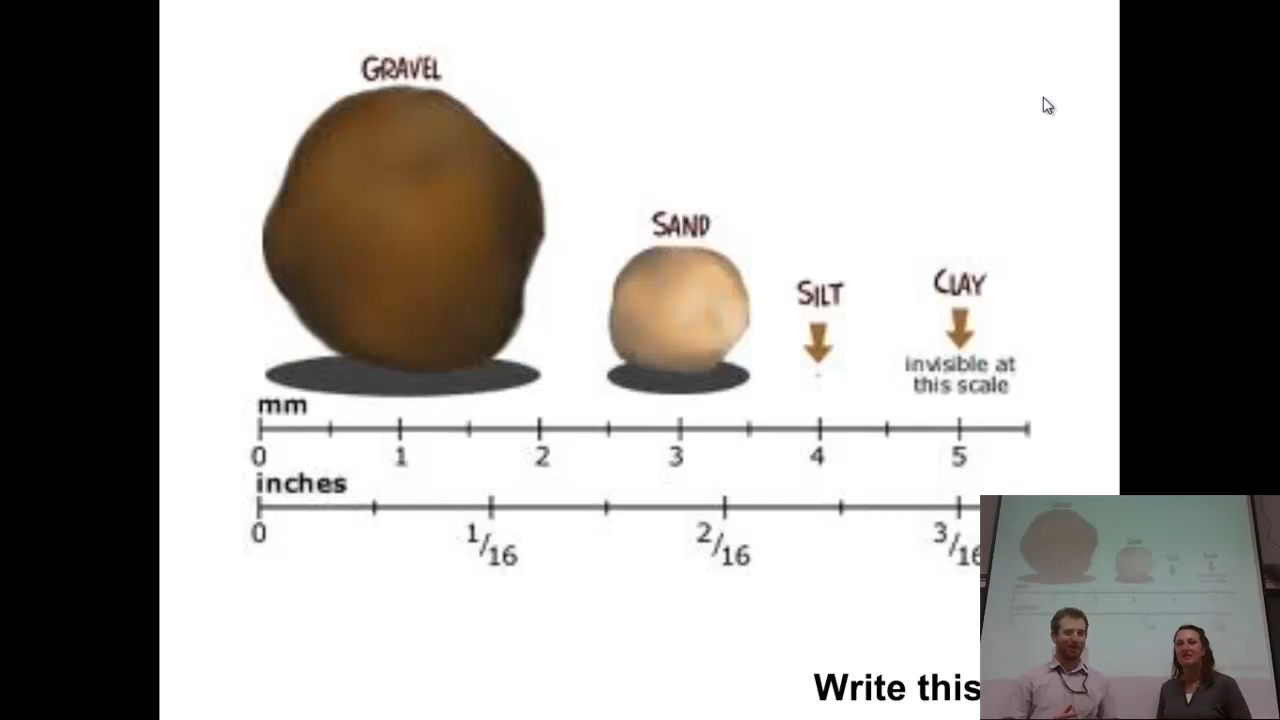 GRAVEL
SAND
SILT
CLAY
invisible at
this scale
mm
0 1 2 3 4 5
inches
0 1/16 2/16 3/16
Write this